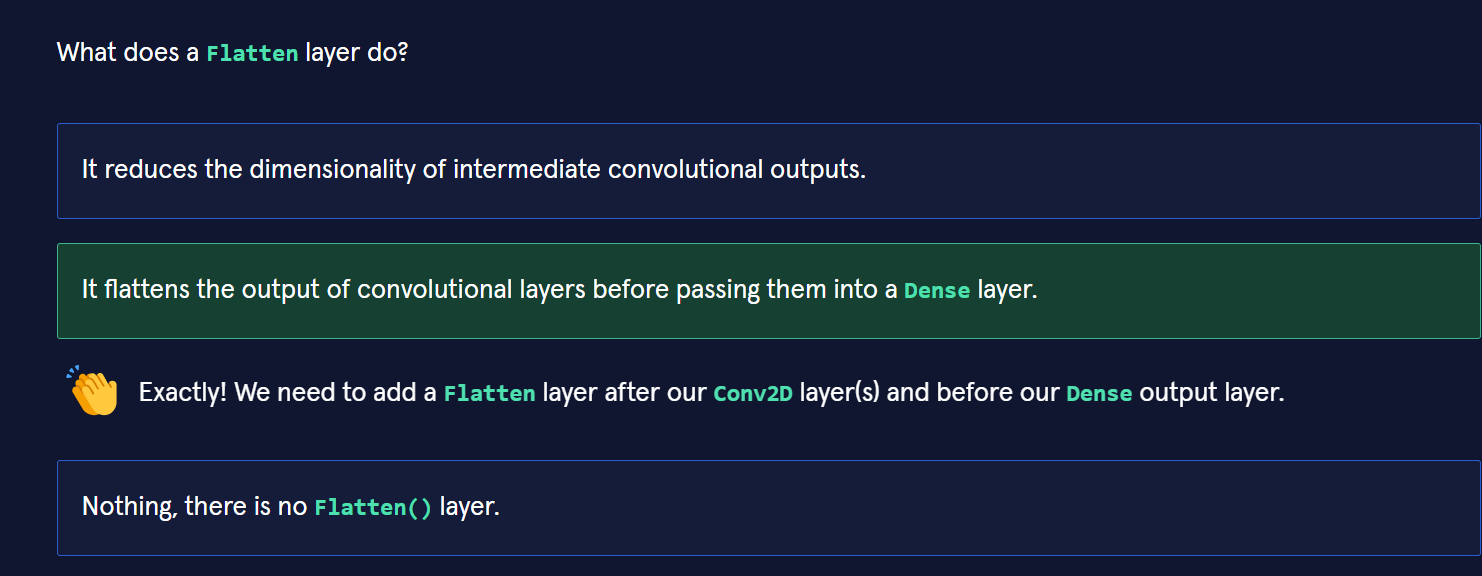 What does a Flatten layer do?
It reduces the dimensionality of intermediate convolutional outputs.
It flattens the output of convolutional layers before passing them into a Dense layer.
Exactly! We need to add a Flatten layer after our Conv2D layer(s) and before our Dense output layer.
Nothing, there is no Flatten() layer.